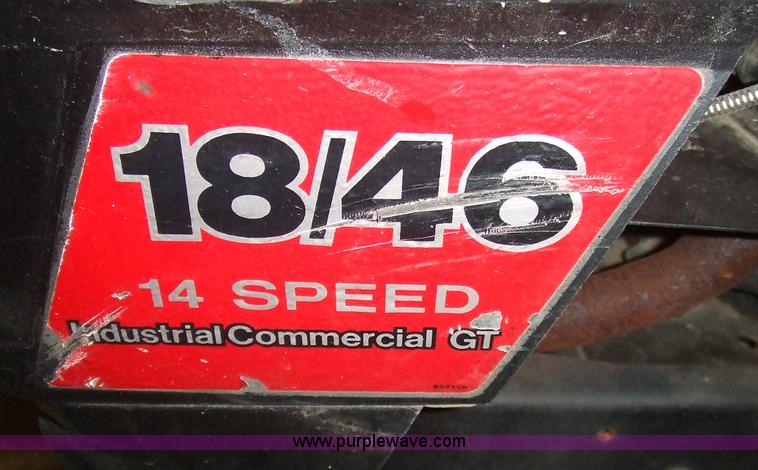 18/46
14 SPEED
Industrial Commercial GT
www.purplewave.com